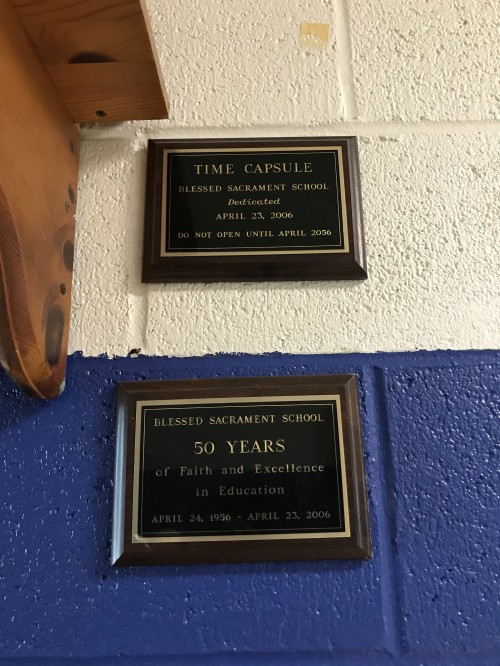 TIME CAPSULE
BLESSED SACRAMENT SCHOOL
Dedicated
APRIL 23, 2006
DO NOT OPEN UNTIL APRIL 2056
BLESSED SACRAMENT SCHOOL
50 YEARS
of Faith and Excellence
in Education
APRIL 24, 1956 - APRIL 23, 2006